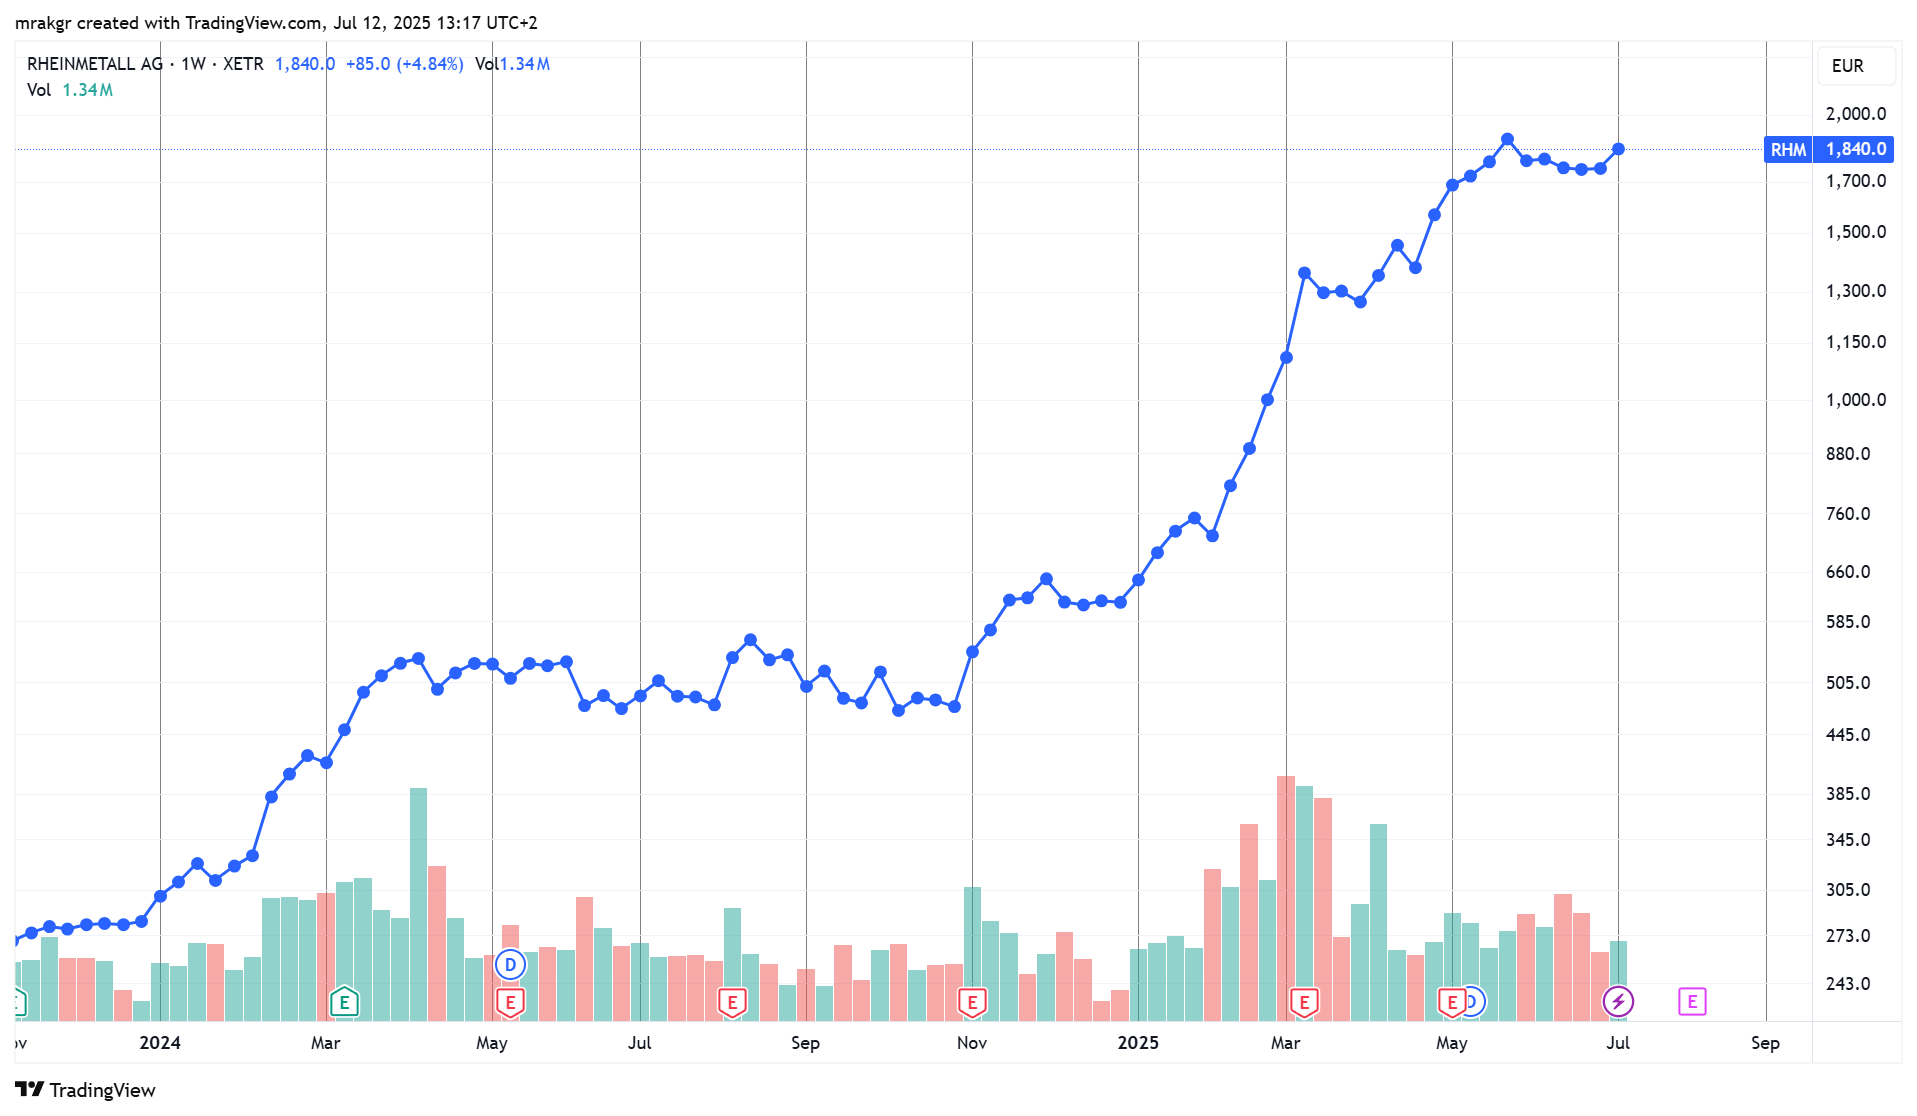 mrakgr created with TradingView.com, Jul 12, 2025 13:17 UTC+2
RHEINMETALL AG · 1W · XETR 1,840.0 +85.0 (+4.84%) Vol1.34M
Vol 1.34M
EUR
2,000.0
RHM 1,840.0
1,700.0
1,500.0
1,300.0
1,150.0
1,000.0
880.0
760.0
660.0
585.0
505.0
445.0
385.0
345.0
305.0
273.0
243.0
D
E E E E E E E D E
ov 2024 Mar May Jul Sep Nov 2025 Mar May Jul Sep
TradingView